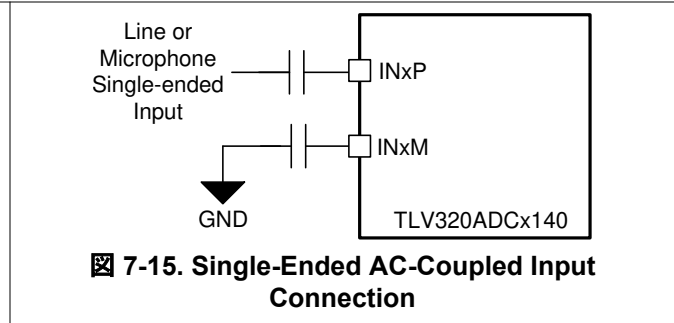 Line or
Microphone
Single-ended
Input
INxP
INxM
GND
TLV320ADCx140
図 7-15. Single-Ended AC-Coupled Input
Connection